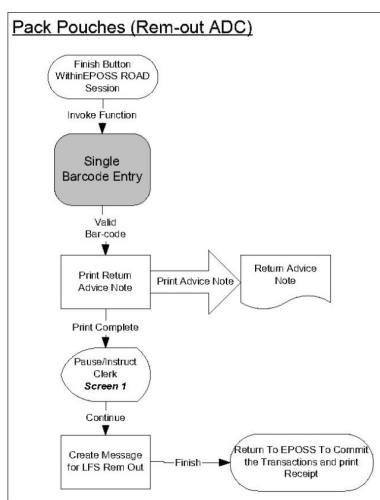 Pack Pouches (Rem-out ADC)
Finish Button
WithinEPOSS ROAD
Session
Invoke Function
Single
Barcode Entry
Valid
Bar-code
Print Return
Advice Note
Print Advice Note
Return Advice
Note
Print Complete
Pause/Instruct
Clerk
Screen 1
Continue
Create Message
for LFS Rem Out
Finish
Return To EPOSS To Commit
the Transactions and print
Receipt